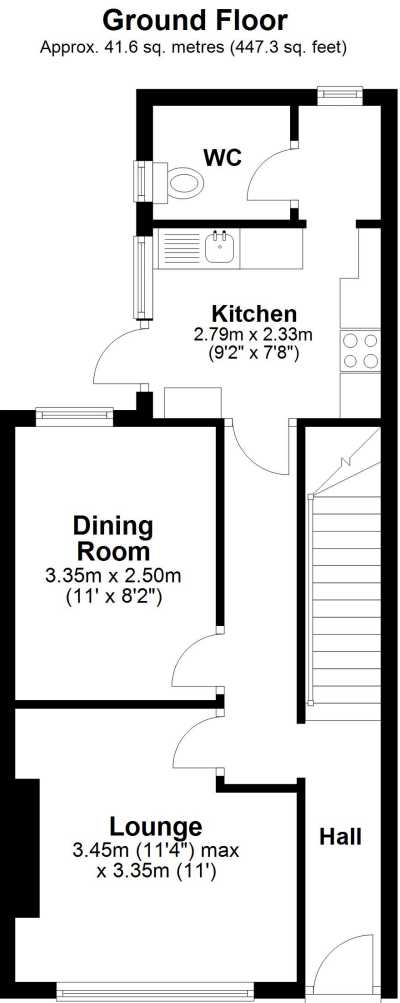 Ground Floor
Approx. 41.6 sq. metres (447.3 sq. feet)
WC
Kitchen
2.79m x 2.33m
(9'2" x 7'8")
Dining
Room
3.35m x 2.50m
(11' x 8'2")
Lounge
3.45m (11'4") max
x 3.35m (11')
Hall